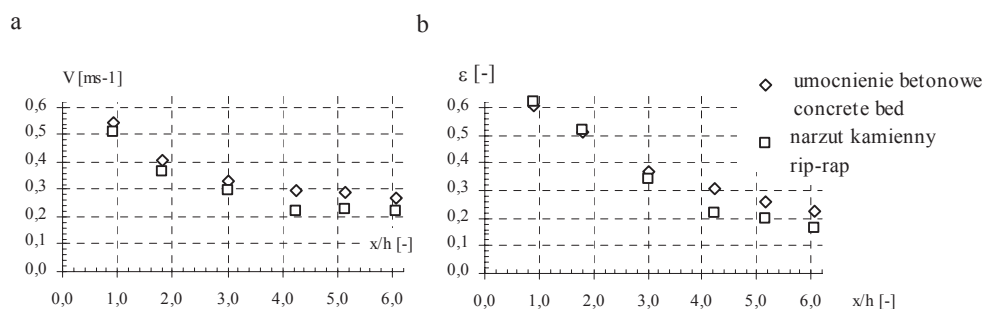 a
V [ms-1]
0,6
0,5
0,4
0,3
0,2
0,1
0,0
x/h [-]
0,0 1,0 2,0 3,0 4,0 5,0 6,0
b
ε [-]
0,6
0,5
0,4
0,3
0,2
0,1
0,0
0,0 1,0 2,0 3,0 4,0 5,0 6,0
x/h [-]
umocnienie betonowe
concrete bed
narzut kamienny
rip-rap